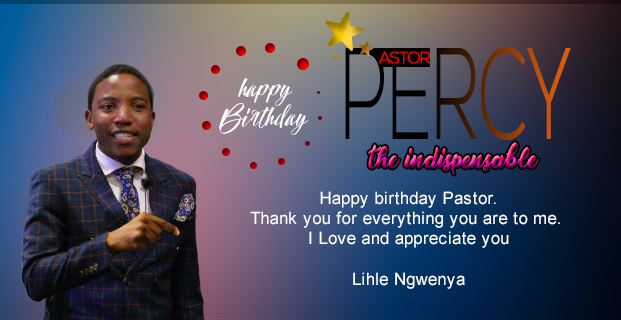 happy
Birthday
PASTOR
PERCY
the indispensable
Happy birthday Pastor.
Thank you for everything you are to me.
I Love and appreciate you
Lihle Ngwenya